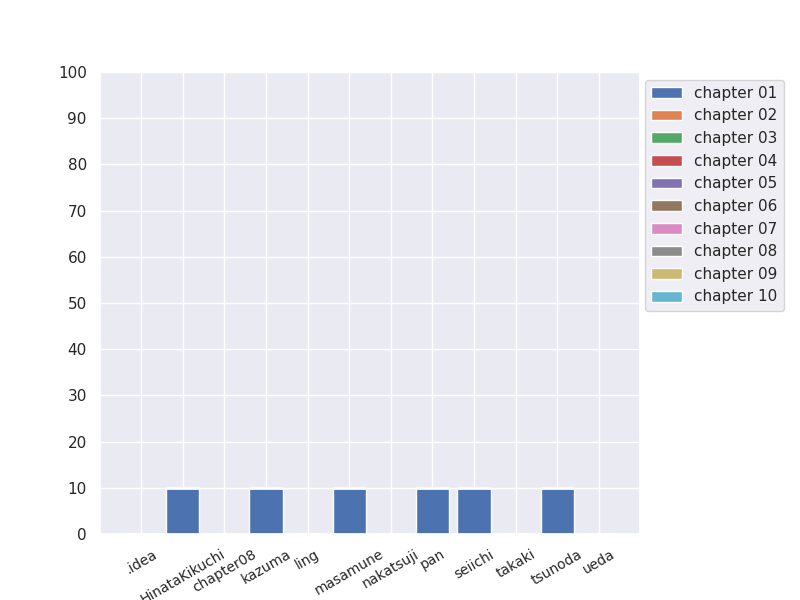 100
90
80
70
60
50
40
30
20
10
0
.idea
HinataKikuchi
chapter08
kazuma
ling
masamune
nakatsuji
pan
seiichi
takaki
tsunoda
ueda
chapter 01
chapter 02
chapter 03
chapter 04
chapter 05
chapter 06
chapter 07
chapter 08
chapter 09
chapter 10